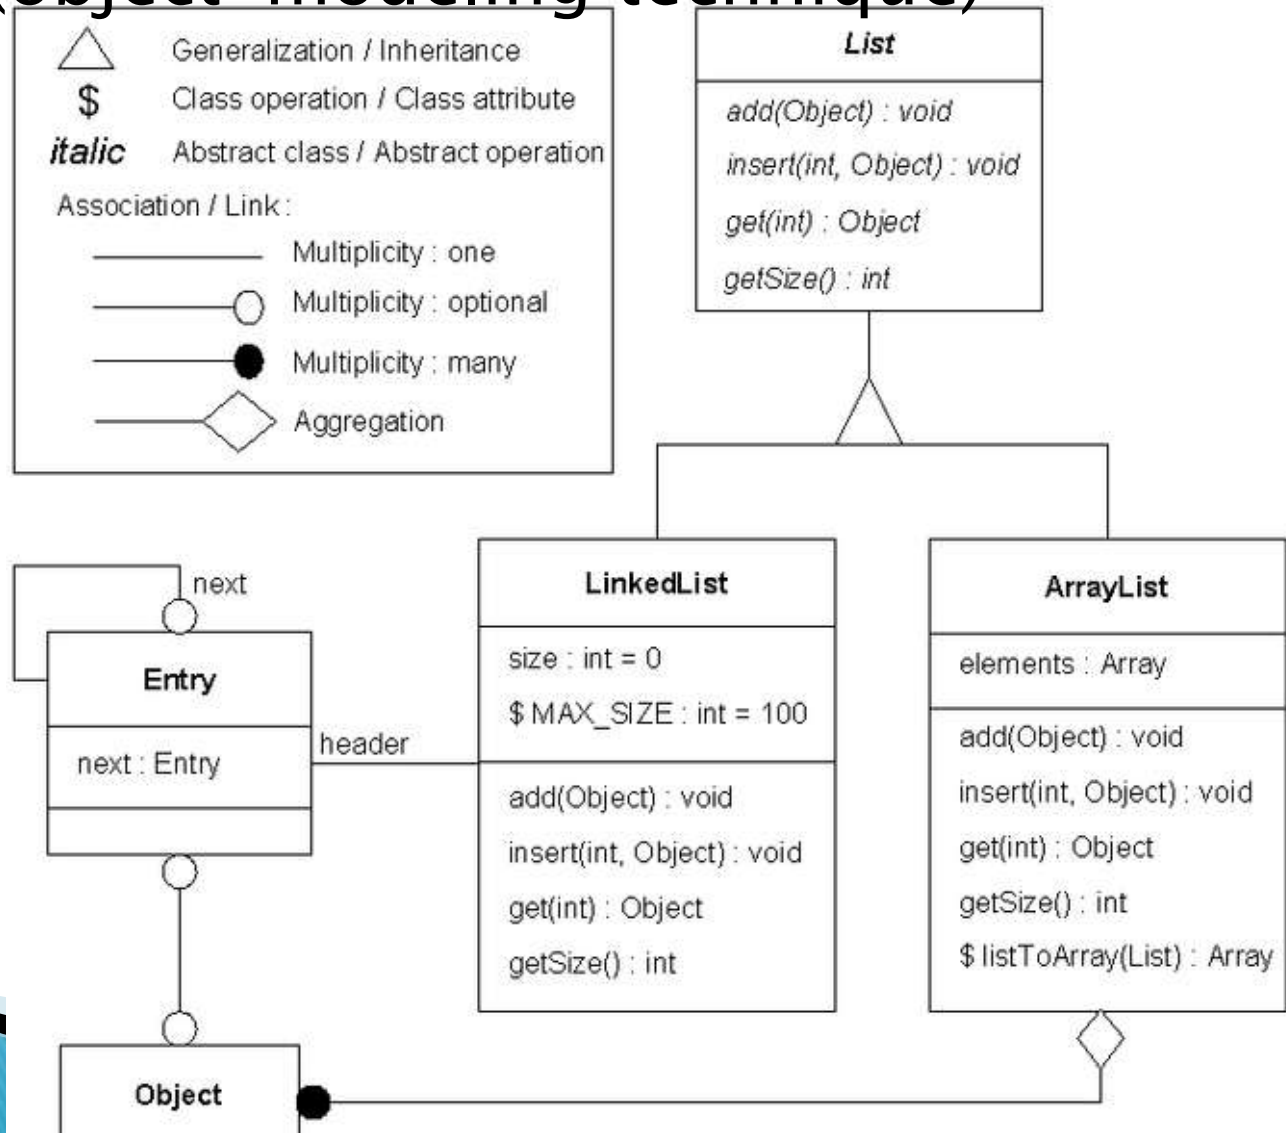 (object modeling technique)
Generalization / Inheritance
$ Class operation / Class attribute
italic Abstract class / Abstract operation
Association / Link :
Multiplicity : one
Multiplicity : optional
Multiplicity : many
Aggregation
List
add(Object) : void
insert(int, Object) : void
get(int) : Object
getSize() : int
next
Entry
next : Entry
header
LinkedList
size : int = 0
$ MAX_SIZE : int = 100
add(Object) : void
insert(int, Object) : void
get(int) : Object
getSize() : int
ArrayList
elements : Array
add(Object) : void
insert(int, Object) : void
get(int) : Object
getSize() : int
$ listToArray(List) : Array
Object